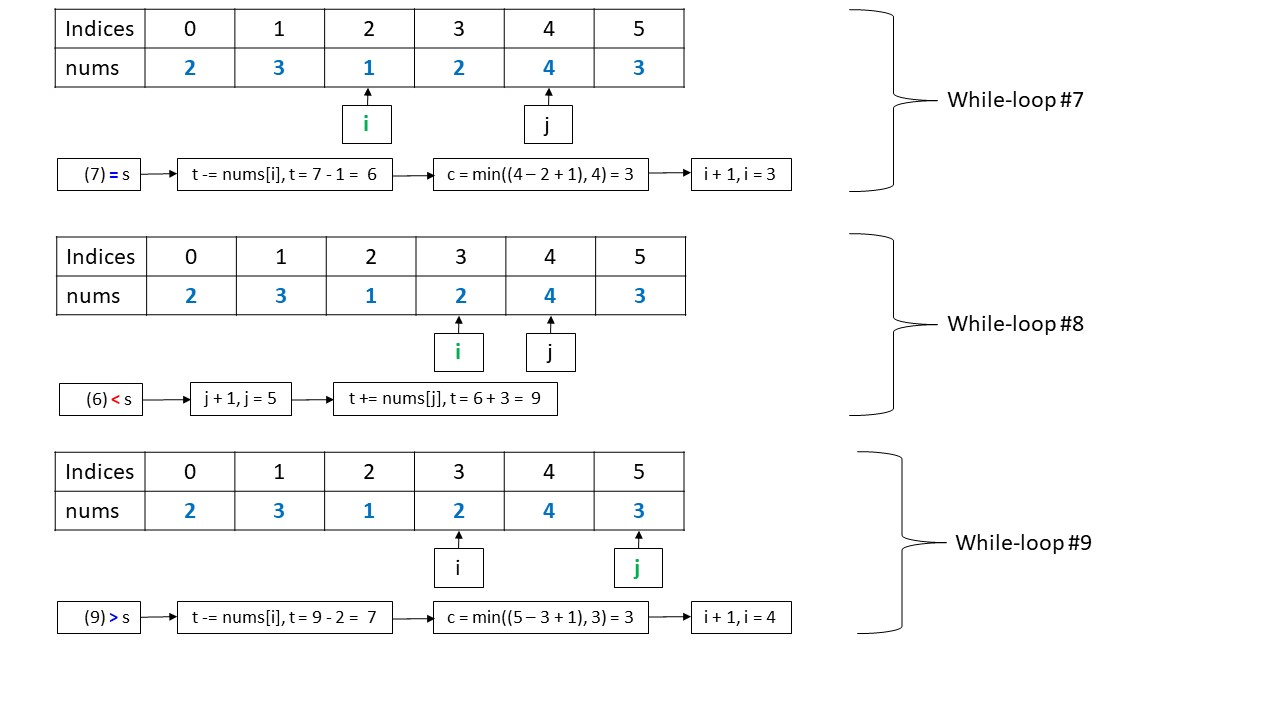 Indices 0 1 2 3 4 5
nums 2 3 1 2 4 3
i j
While-loop #7
(7) = s t -= nums[i], t = 7 - 1 = 6 c = min((4 – 2 + 1), 4) = 3 i + 1, i = 3
Indices 0 1 2 3 4 5
nums 2 3 1 2 4 3
i j
While-loop #8
(6) < s j + 1, j = 5 t += nums[j], t = 6 + 3 = 9
Indices 0 1 2 3 4 5
nums 2 3 1 2 4 3
i j
While-loop #9
(9) > s t -= nums[i], t = 9 - 2 = 7 c = min((5 – 3 + 1), 3) = 3 i + 1, i = 4